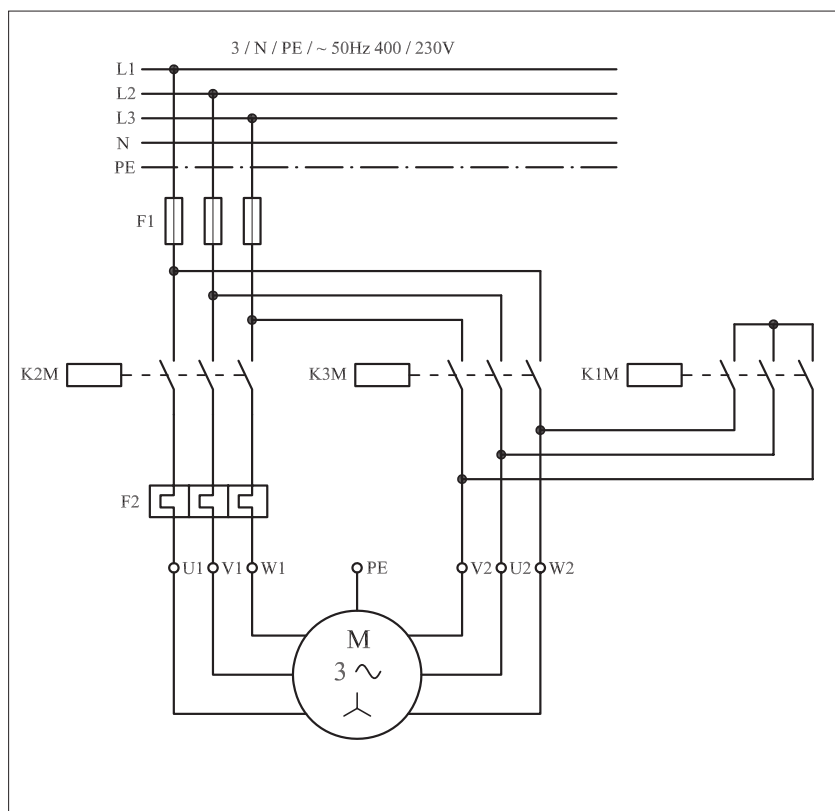 3 / N / PE / ~ 50Hz 400 / 230V
L1
L2
L3
N
PE
F1
K2M
K3M
K1M
F2
U1 V1 W1 PE V2 U2 W2
M
3